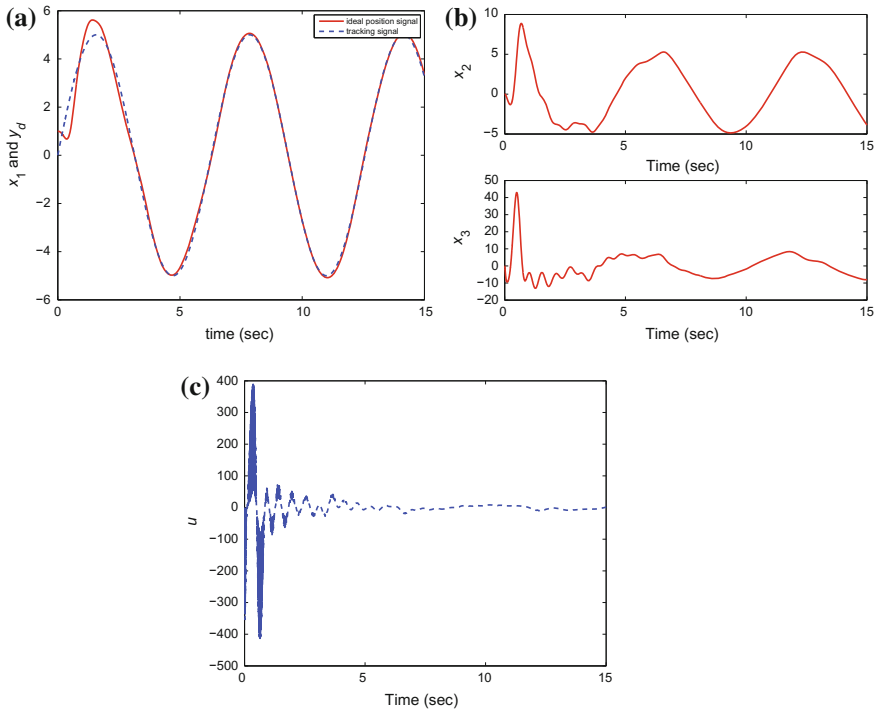 (a)
6
4
2
0
−2
−4
−6
x1 and yd
ideal position signal
tracking signal
0 5 10 15
time (sec)
(b)
10
5
0
−5
x2
0 5 10 15
Time (sec)
50
40
30
20
10
0
−10
−20
x3
0 5 10 15
Time (sec)
(c)
400
300
200
100
0
−100
−200
−300
−400
−500
u
0 5 10 15
Time (sec)